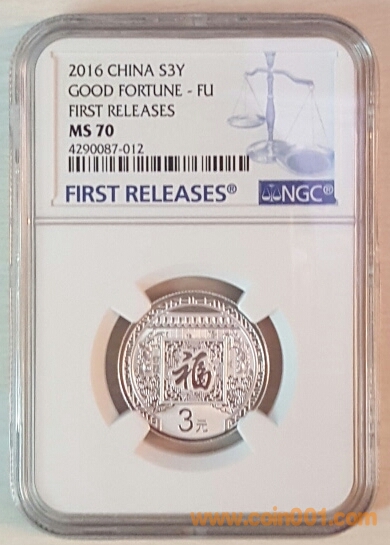 2016 CHINA S3Y
GOOD FORTUNE - FU
FIRST RELEASES
MS 70
4290087-012
FIRST RELEASES®
NGC®
福
3元
www.coin001.com